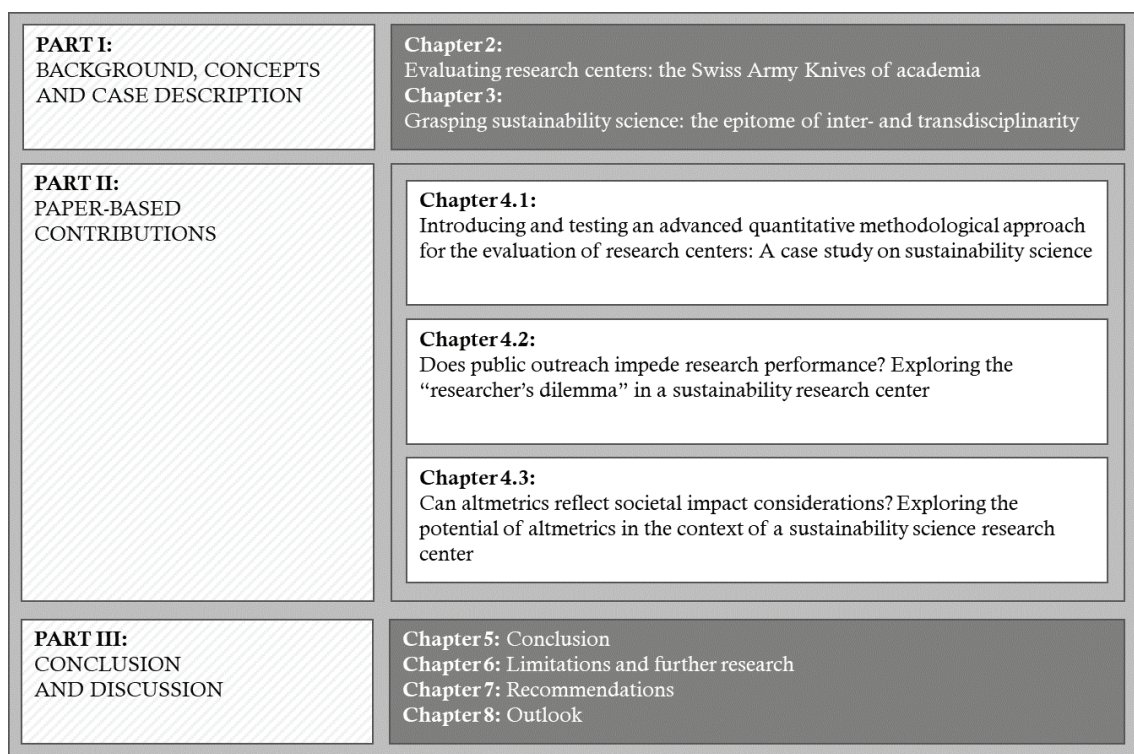 PART I:
BACKGROUND, CONCEPTS
AND CASE DESCRIPTION
Chapter 2:
Evaluating research centers: the Swiss Army Knives of academia
Chapter 3:
Grasping sustainability science: the epitome of inter- and transdisciplinarity
PART II:
PAPER-BASED
CONTRIBUTIONS
Chapter 4.1:
Introducing and testing an advanced quantitative methodological approach
for the evaluation of research centers: A case study on sustainability science
Chapter 4.2:
Does public outreach impede research performance? Exploring the
“researcher’s dilemma” in a sustainability research center
Chapter 4.3:
Can altmetrics reflect societal impact considerations? Exploring the
potential of altmetrics in the context of a sustainability science research
center
PART III:
CONCLUSION
AND DISCUSSION
Chapter 5: Conclusion
Chapter 6: Limitations and further research
Chapter 7: Recommendations
Chapter 8: Outlook